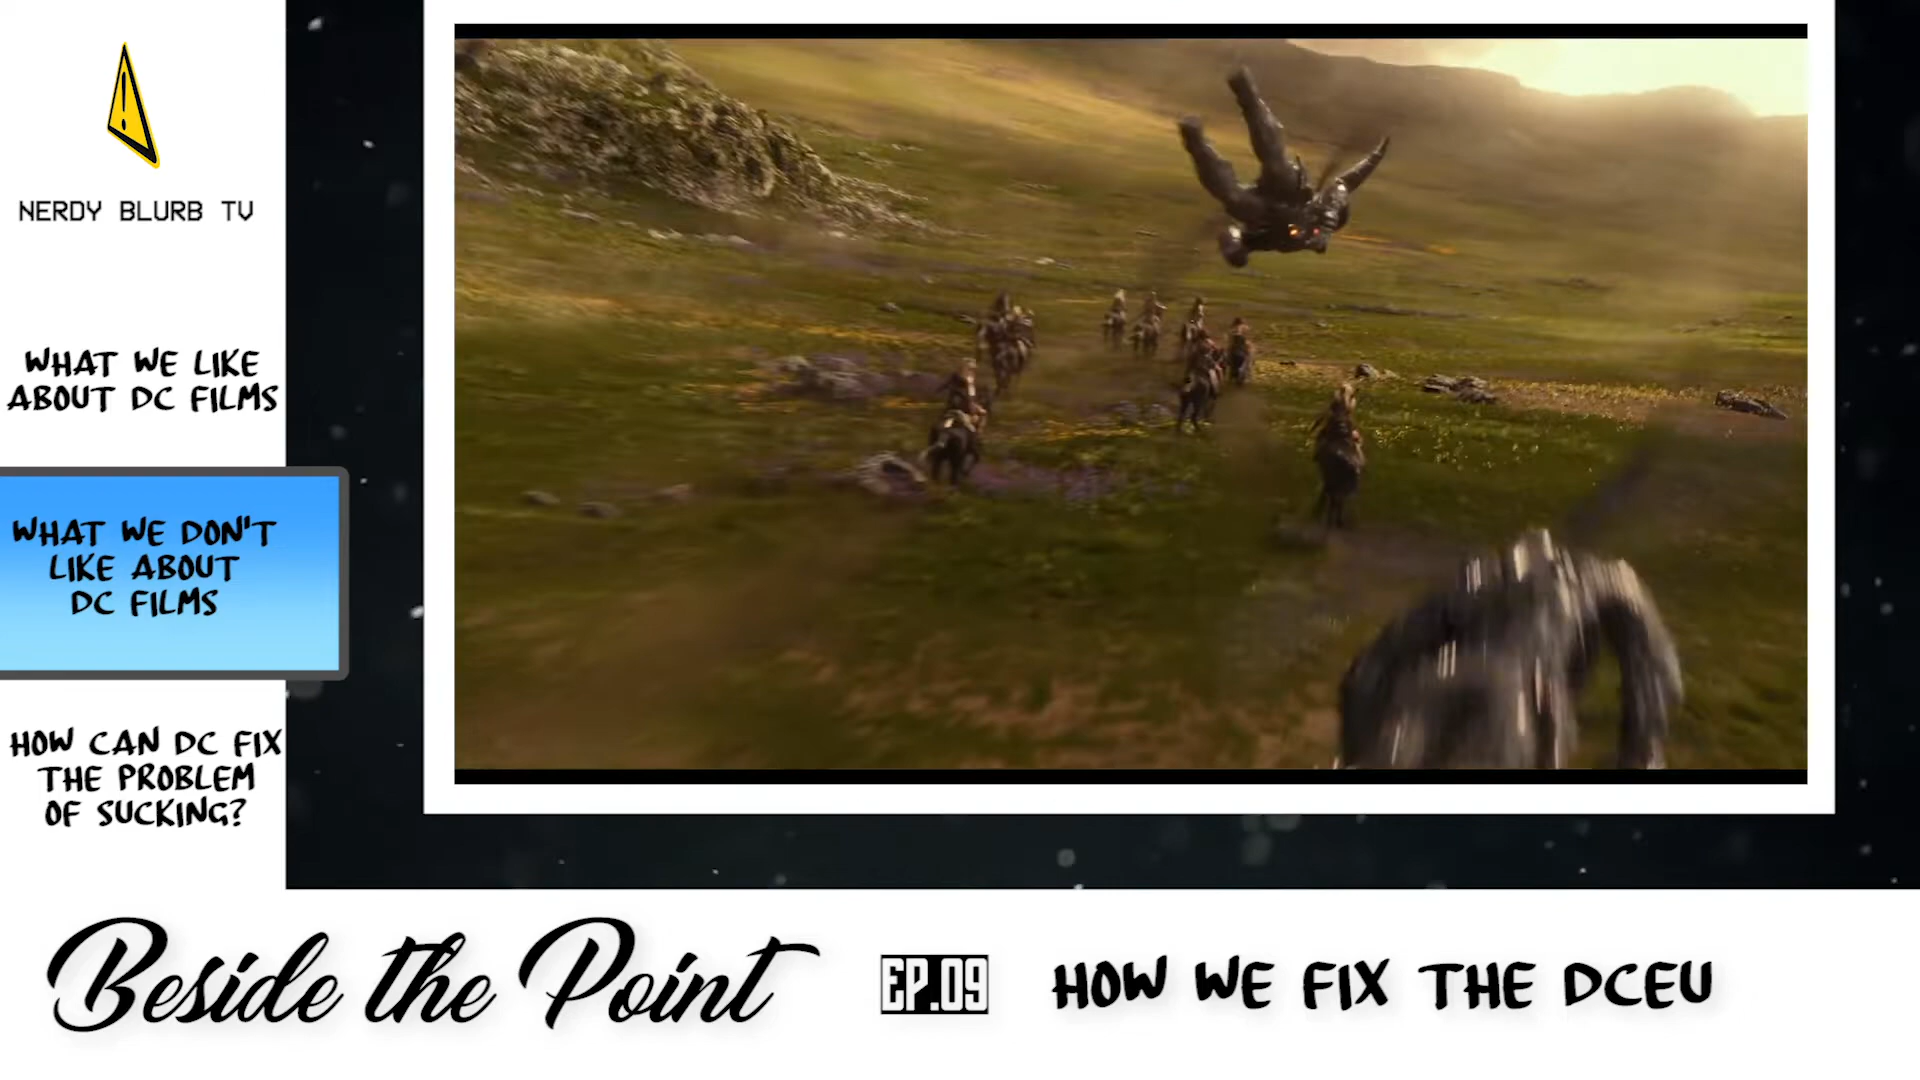 NERDY BLURB TV
WHAT WE LIKE
ABOUT DC FILMS
WHAT WE DON'T
LIKE ABOUT
DC FILMS
HOW CAN DC FIX
THE PROBLEM
OF SUCKING?
Beside the Point
EP.09
HOW WE FIX THE DCEU